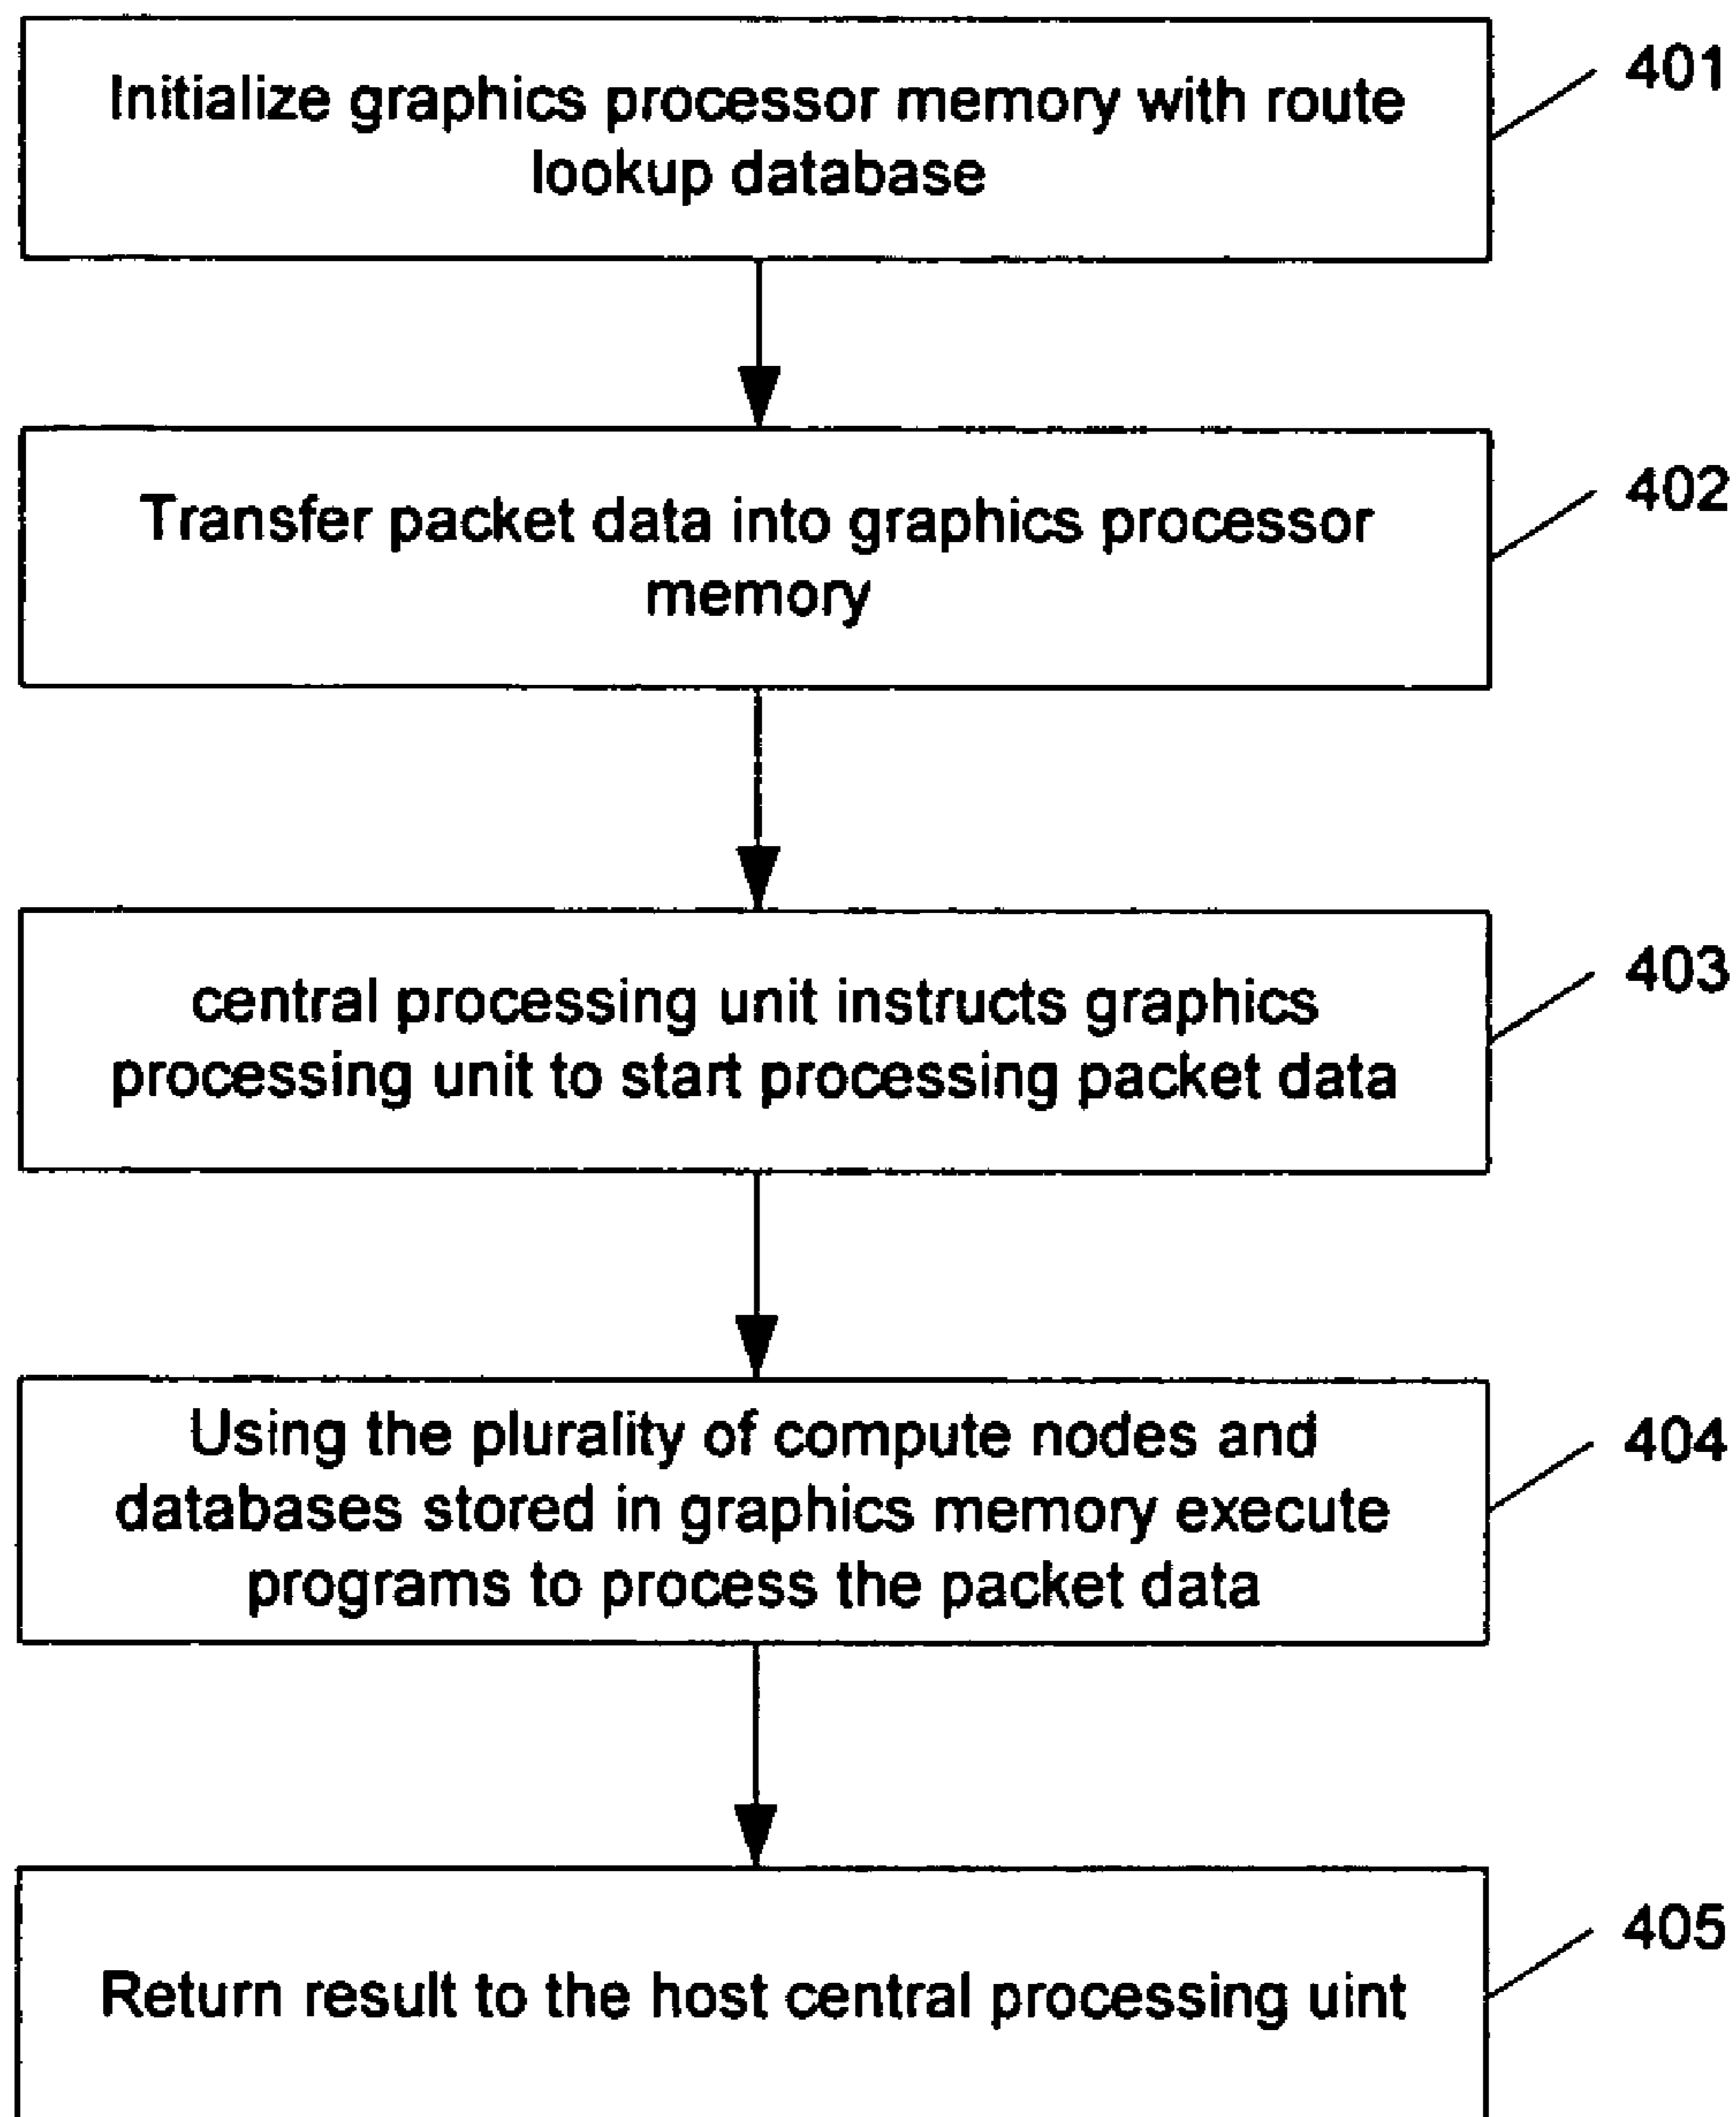 Initialize graphics processor memory with route
lookup database
401
Transfer packet data into graphics processor
memory
402
central processing unit instructs graphics
processing unit to start processing packet data
403
Using the plurality of compute nodes and
databases stored in graphics memory execute
programs to process the packet data
404
Return result to the host central processing uint
405